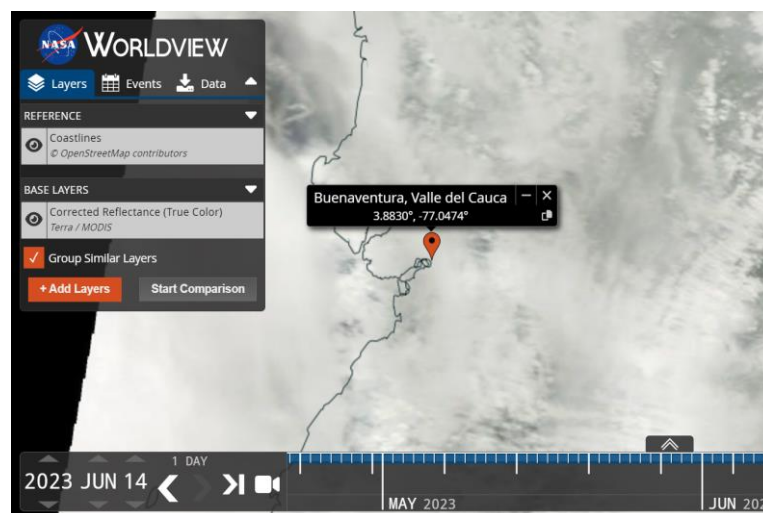 NASA WORLDVIEW
Layers Events Data
REFERENCE
Coastlines
© OpenStreetMap contributors
BASE LAYERS
Corrected Reflectance (True Color)
Terra / MODIS
Group Similar Layers
+ Add Layers Start Comparison
Buenaventura, Valle del Cauca
3.8830°, -77.0474°
1 DAY
2023 JUN 14
MAY 2023
JUN 202